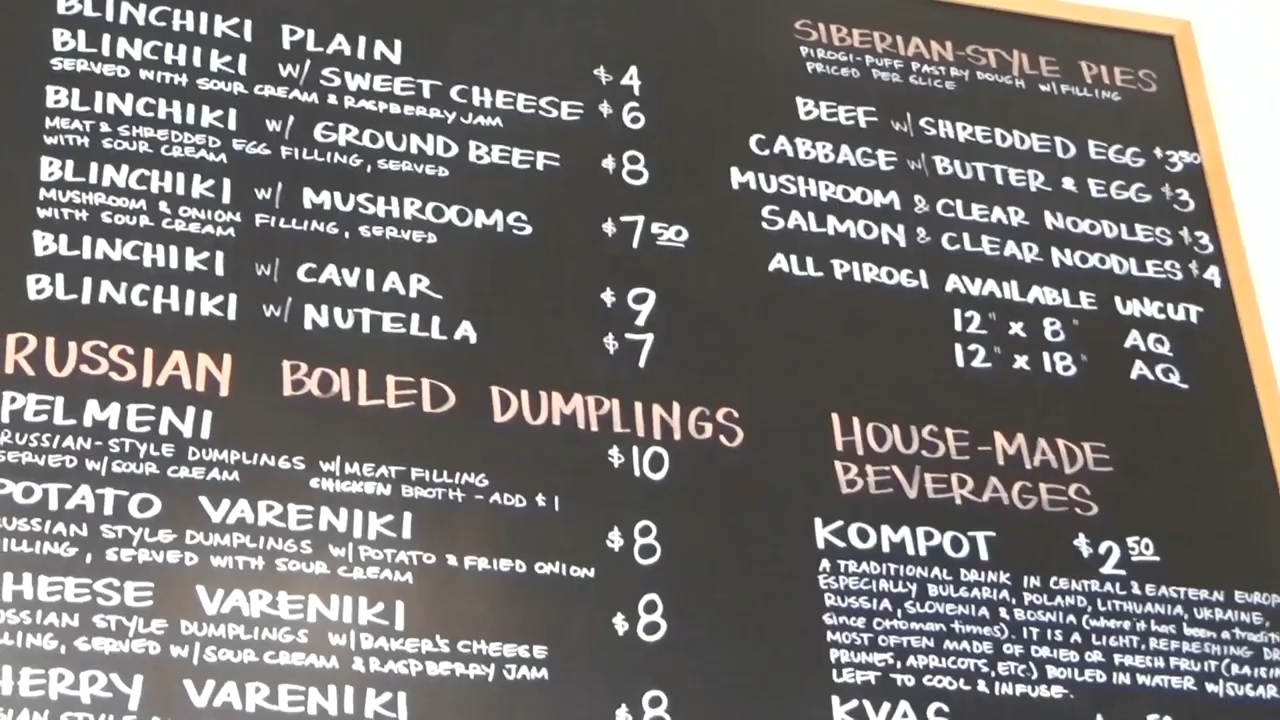 BLINCHIKI PLAIN $4
BLINCHIKI w/ SWEET CHEESE $6
SERVED WITH SOUR CREAM & RASPBERRY JAM
BLINCHIKI w/ GROUND BEEF $8
MEAT & SHREDDED EGG FILLING, SERVED
WITH SOUR CREAM
BLINCHIKI w/ MUSHROOMS $7 50
MUSHROOM & ONION FILLING, SERVED
WITH SOUR CREAM
BLINCHIKI w/ CAVIAR $9
BLINCHIKI w/ NUTELLA $7
RUSSIAN BOILED DUMPLINGS
PELMENI $10
RUSSIAN-STYLE DUMPLINGS W/MEAT FILLING
SERVED W/SOUR CREAM CHICKEN BROTH - ADD $1
POTATO VARENIKI $8
RUSSIAN STYLE DUMPLINGS W/POTATO & FRIED ONION
FILLING, SERVED WITH SOUR CREAM
HEESE VARENIKI $8
USSIAN STYLE DUMPLINGS W/BAKER'S CHEESE
LLING, SERVED W/SOUR CREAM & RASPBERRY JAM
HERRY VARENIKI $8
SIBERIAN-STYLE PIES
PIROGI-PUFF PASTRY DOUGH W/FILLING
PRICED PER SLICE
BEEF w/ SHREDDED EGG $3 50
CABBAGE w/ BUTTER & EGG $3
MUSHROOM & CLEAR NOODLES $3
SALMON & CLEAR NOODLES $4
ALL PIROGI AVAILABLE UNCUT
12" x 8" AQ
12" x 18" AQ
HOUSE-MADE
BEVERAGES
KOMPOT $2 50
A TRADITIONAL DRINK IN CENTRAL & EASTERN EUROP
ESPECIALLY BULGARIA, POLAND, LITHUANIA, UKRAINE,
RUSSIA, SLOVENIA & BOSNIA (where it has been a traditi
since Ottoman times). IT IS A LIGHT, REFRESHING DR
MOST OFTEN MADE OF DRIED OR FRESH FRUIT (RAISIN
PRUNES, APRICOTS, ETC.) BOILED IN WATER W/SUGAR
LEFT TO COOL & INFUSE.
KVAS